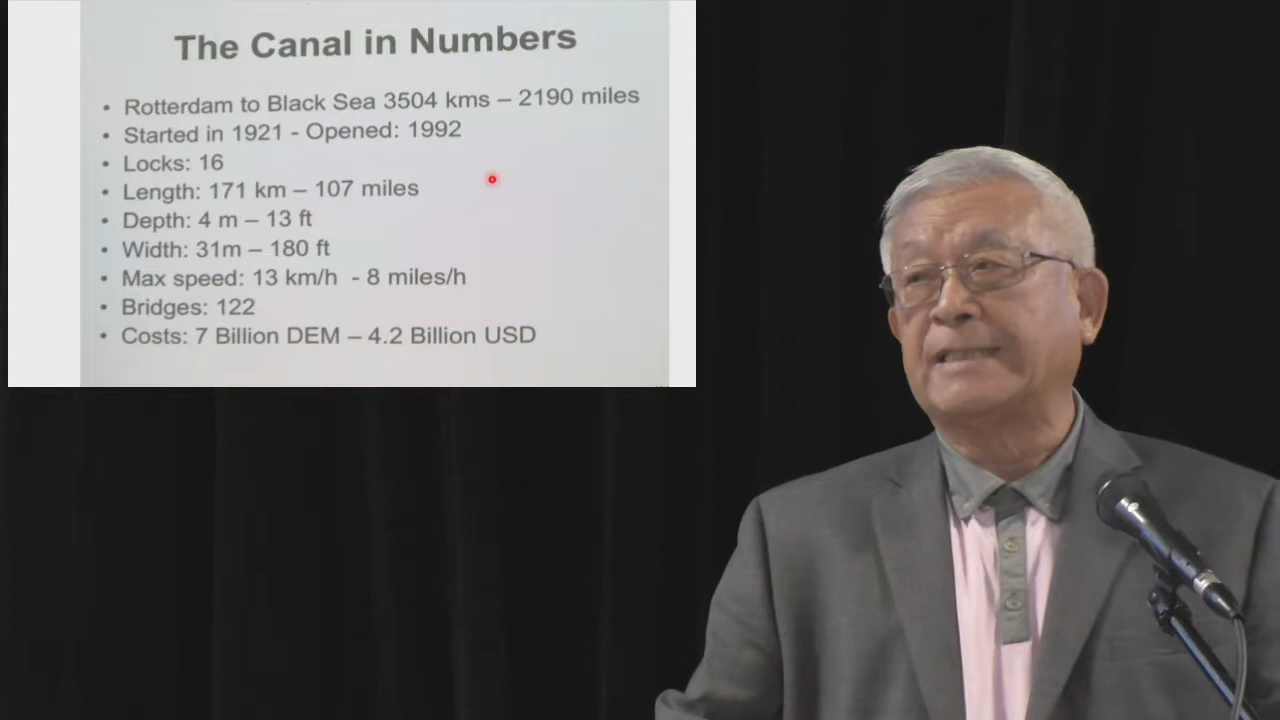 The Canal in Numbers
• Rotterdam to Black Sea 3504 kms – 2190 miles
• Started in 1921 - Opened: 1992
• Locks: 16
• Length: 171 km – 107 miles
• Depth: 4 m – 13 ft
• Width: 31m – 180 ft
• Max speed: 13 km/h - 8 miles/h
• Bridges: 122
• Costs: 7 Billion DEM – 4.2 Billion USD